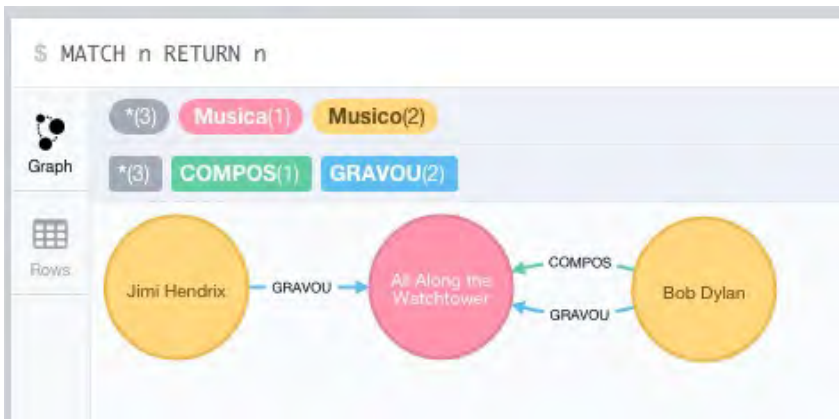 $ MATCH n RETURN n
Graph
*(3) Musica(1) Musico(2)
*(3) COMPOS(1) GRAVOU(2)
Rows
Jimi Hendrix
GRAVOU
All Along the
Watchtower
COMPOS
GRAVOU
Bob Dylan